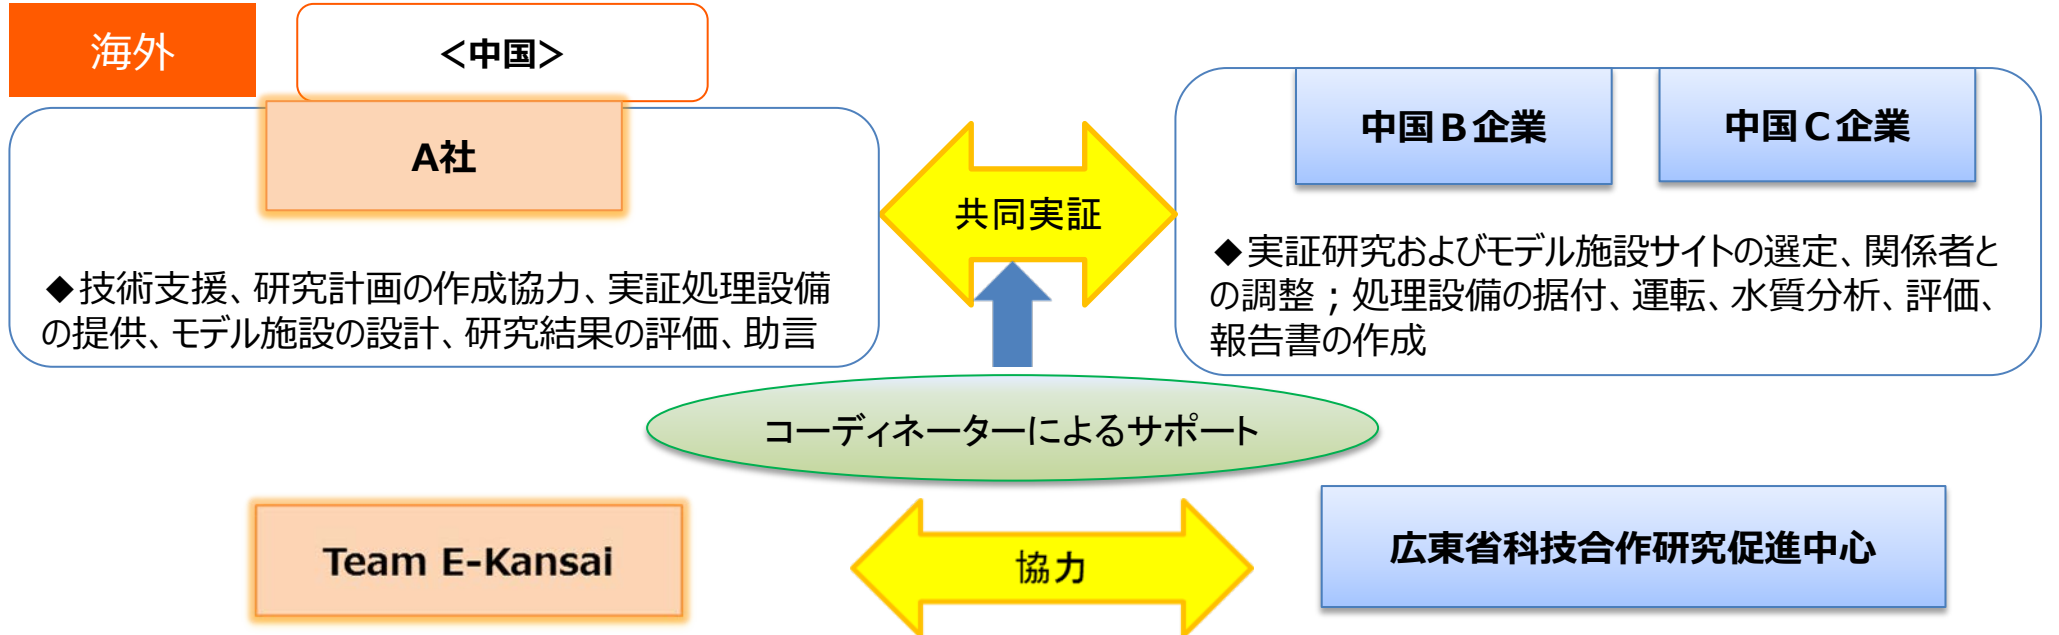 海外
＜中国＞
A社
◆技術支援、研究計画の作成協力、実証処理設備
の提供、モデル施設の設計、研究結果の評価、助言
共同実証
中国Ｂ企業
中国Ｃ企業
◆実証研究およびモデル施設サイトの選定、関係者と
の調整；処理設備の据付、運転、水質分析、評価、
報告書の作成
コーディネーターによるサポート
Team E-Kansai
協力
広東省科技合作研究促進中心